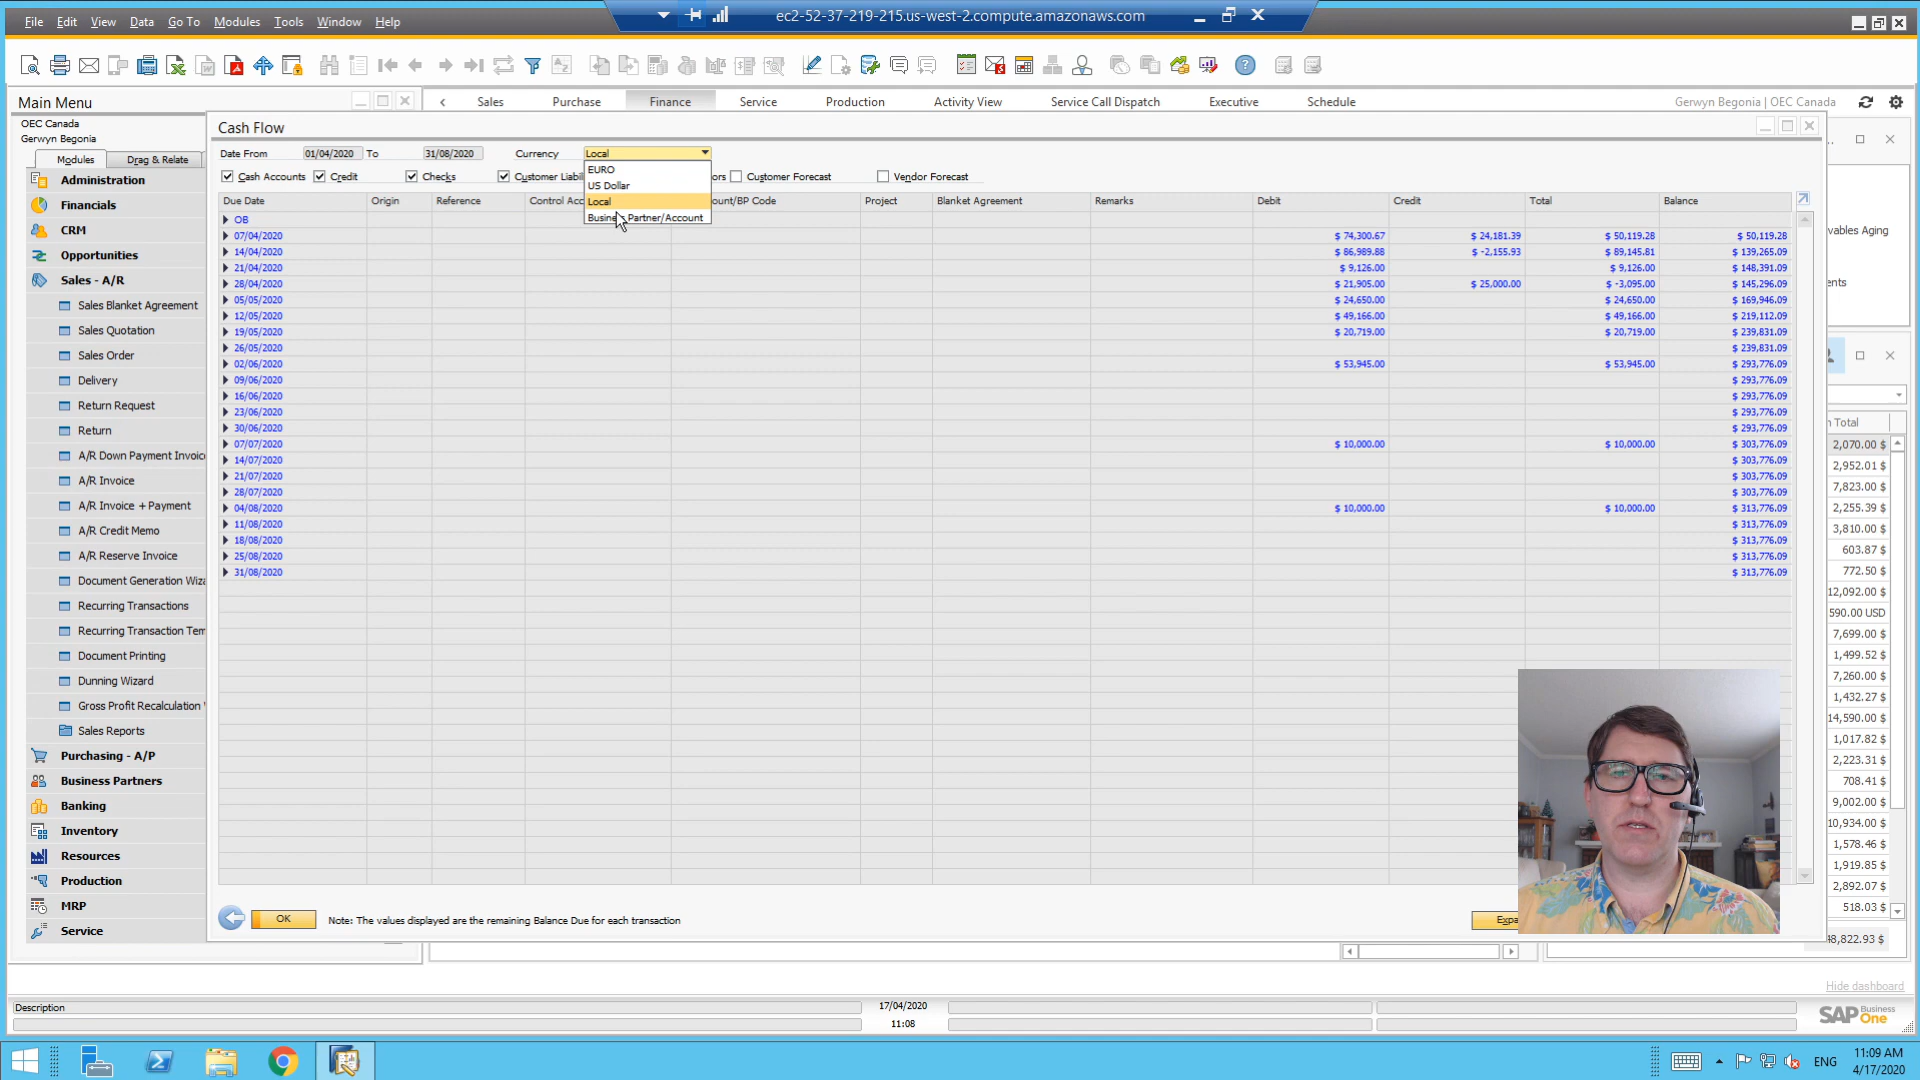 File Edit View Data Go To Modules Tools Window Help
ec2-52-37-219-215.us-west-2.compute.amazonaws.com
Main Menu
OEC Canada
Gerwyn Begonia
Modules Drag & Relate
Administration
Financials
CRM
Opportunities
Sales - A/R
Sales Blanket Agreement
Sales Quotation
Sales Order
Delivery
Return Request
Return
A/R Down Payment Invoic
A/R Invoice
A/R Invoice + Payment
A/R Credit Memo
A/R Reserve Invoice
Document Generation Wiza
Recurring Transactions
Recurring Transaction Tem
Document Printing
Dunning Wizard
Gross Profit Recalculation
Sales Reports
Purchasing - A/P
Business Partners
Banking
Inventory
Resources
Production
MRP
Service
Sales Purchase Finance Service Production Activity View Service Call Dispatch Executive Schedule
Gerwyn Begonia | OEC Canada
Cash Flow
Date From 01/04/2020 To 31/08/2020 Currency Local
EURO
US Dollar
Local
Business Partner/Account
Cash Accounts Credit Checks Customer Liabili ors Customer Forecast Vendor Forecast
Due Date Origin Reference Control Acc ount/BP Code Project Blanket Agreement Remarks Debit Credit Total Balance
OB
07/04/2020 $ 74,300.67 $ 24,181.39 $ 50,119.28 $ 50,119.28
14/04/2020 $ 86,989.88 $ -2,155.93 $ 89,145.81 $ 139,265.09
21/04/2020 $ 9,126.00 $ 9,126.00 $ 148,391.09
28/04/2020 $ 21,905.00 $ 25,000.00 $ -3,095.00 $ 145,296.09
05/05/2020 $ 24,650.00 $ 24,650.00 $ 169,946.09
12/05/2020 $ 49,166.00 $ 49,166.00 $ 219,112.09
19/05/2020 $ 20,719.00 $ 20,719.00 $ 239,831.09
26/05/2020 $ 239,831.09
02/06/2020 $ 53,945.00 $ 53,945.00 $ 293,776.09
09/06/2020 $ 293,776.09
16/06/2020 $ 293,776.09
23/06/2020 $ 293,776.09
30/06/2020 $ 293,776.09
07/07/2020 $ 10,000.00 $ 10,000.00 $ 303,776.09
14/07/2020 $ 303,776.09
21/07/2020 $ 303,776.09
28/07/2020 $ 303,776.09
04/08/2020 $ 10,000.00 $ 10,000.00 $ 313,776.09
11/08/2020 $ 313,776.09
18/08/2020 $ 313,776.09
25/08/2020 $ 313,776.09
31/08/2020 $ 313,776.09
OK Note: The values displayed are the remaining Balance Due for each transaction Expa
vables Aging
ents
n Total
2,070.00 $
2,952.01 $
7,823.00 $
2,255.39 $
3,810.00 $
603.87 $
772.50 $
12,092.00 $
590.00 USD
7,699.00 $
1,499.52 $
7,260.00 $
1,432.27 $
14,590.00 $
1,017.82 $
2,223.31 $
708.41 $
9,002.00 $
10,934.00 $
1,578.46 $
1,919.85 $
2,892.07 $
518.03 $
48,822.93 $
Hide dashboard
Description 17/04/2020
11:08
SAP Business One
ENG
11:09 AM
4/17/2020